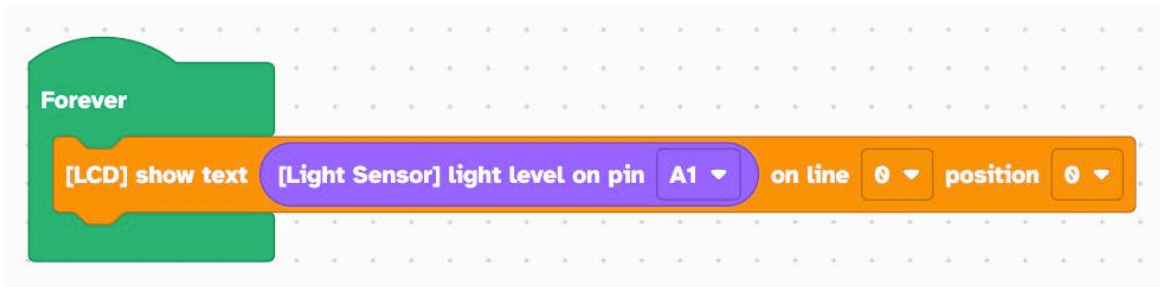 Forever
[LCD] show text [Light Sensor] light level on pin A1 on line 0 position 0